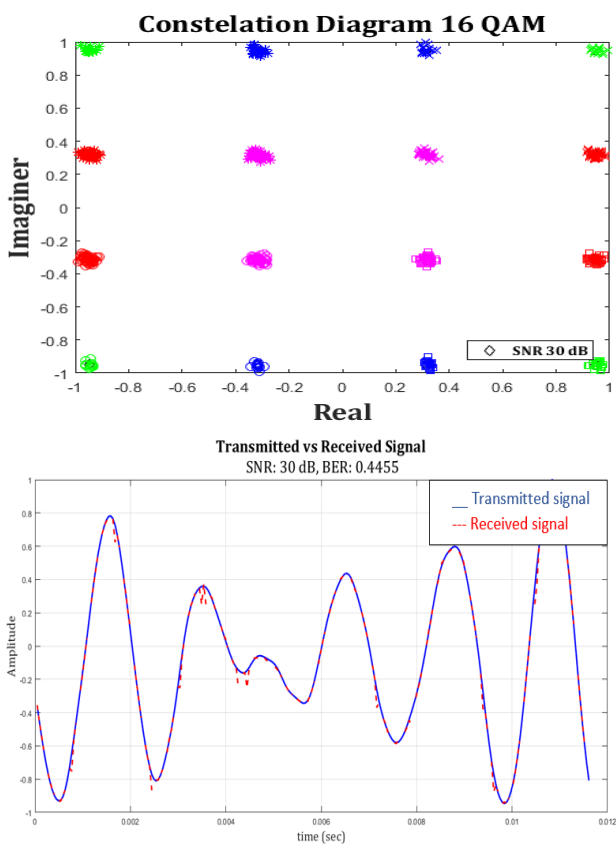 Constelation Diagram 16 QAM
Imaginer
1
0.8
0.6
0.4
0.2
0
-0.2
-0.4
-0.6
-0.8
-1
SNR 30 dB
-1 -0.8 -0.6 -0.4 -0.2 0 0.2 0.4 0.6 0.8 1
Real
Transmitted vs Received Signal
SNR: 30 dB, BER: 0.4455
Transmitted signal
Received signal
Amplitude
1
0.8
0.6
0.4
0.2
0
-0.2
-0.4
-0.6
-0.8
-1
0 0.002 0.004 0.006 0.008 0.01 0.012
time (sec)